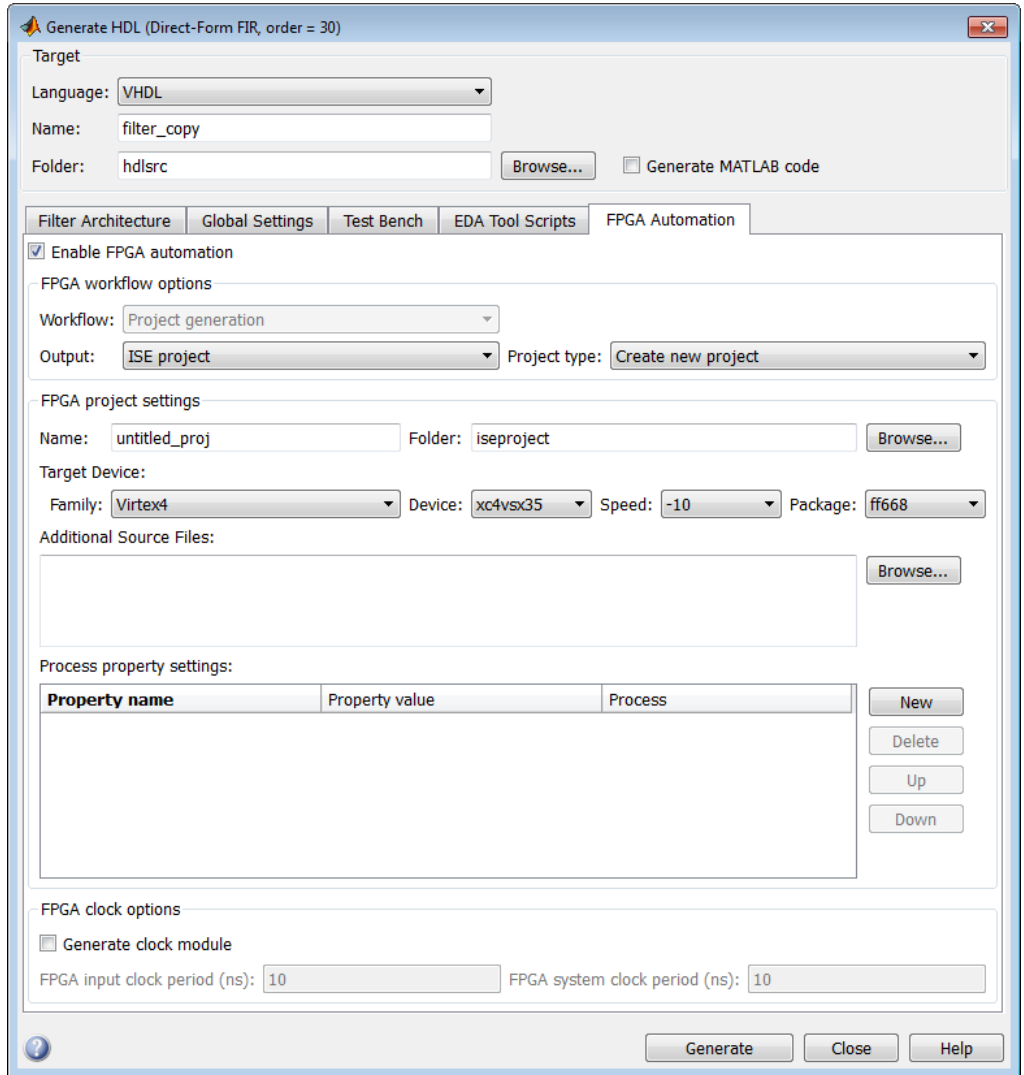 Generate HDL (Direct-Form FIR, order = 30)
Target
Language: VHDL
Name: filter_copy
Folder: hdlsrc Browse... Generate MATLAB code
Filter Architecture Global Settings Test Bench EDA Tool Scripts FPGA Automation
Enable FPGA automation
FPGA workflow options
Workflow: Project generation
Output: ISE project Project type: Create new project
FPGA project settings
Name: untitled_proj Folder: iseproject Browse...
Target Device:
Family: Virtex4 Device: xc4vsx35 Speed: -10 Package: ff668
Additional Source Files:
Browse...
Process property settings:
Property name Property value Process
New
Delete
Up
Down
FPGA clock options
Generate clock module
FPGA input clock period (ns): 10 FPGA system clock period (ns): 10
? Generate Close Help